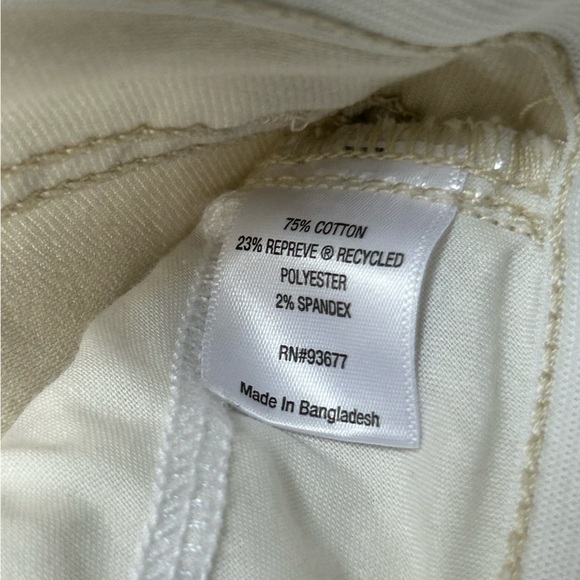 75% COTTON
23% REPREVE ® RECYCLED
POLYESTER
2% SPANDEX
RN#93677
Made In Bangladesh